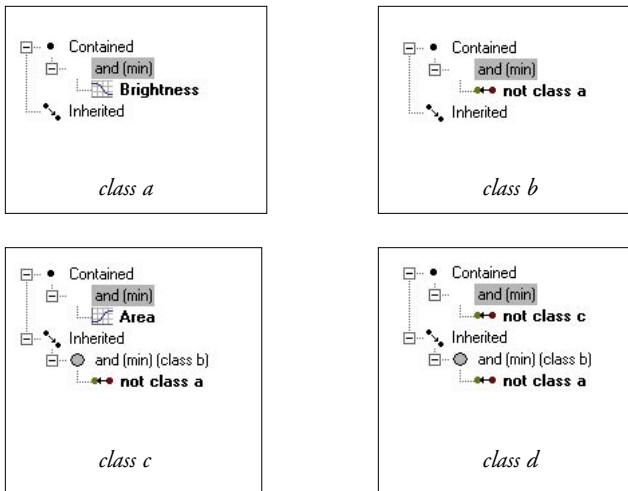 Contained
and (min)
Brightness
Inherited
class a
Contained
and (min)
not class a
Inherited
class b
Contained
and (min)
Area
Inherited
and (min) (class b)
not class a
class c
Contained
and (min)
not class c
Inherited
and (min) (class b)
not class a
class d